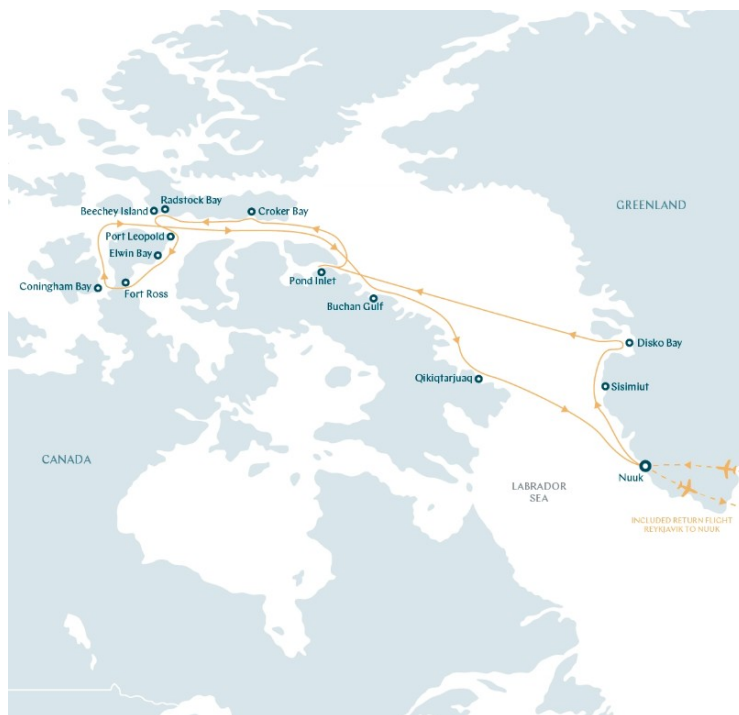 Radstock Bay
Beechey Island
Croker Bay
GREENLAND
Port Leopold
Elwin Bay
Pond Inlet
Coningham Bay
Fort Ross
Buchan Gulf
Disko Bay
Qikiqtarjuaq
Sisimiut
CANADA
Nuuk
LABRADOR
SEA
INCLUDED RETURN FLIGHT
REYKJAVIK TO NUUK